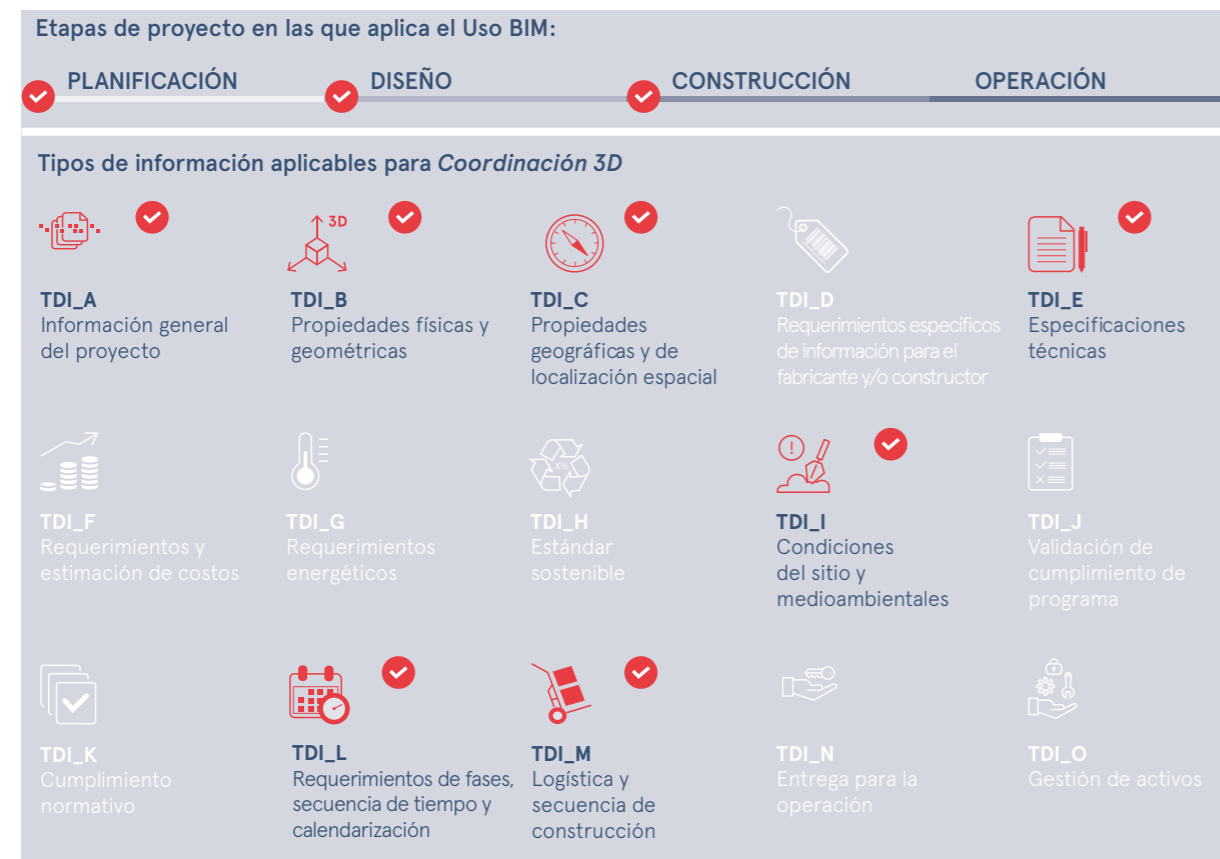 Etapas de proyecto en las que aplica el Uso BIM:
PLANIFICACIÓN
DISEÑO
CONSTRUCCIÓN
OPERACIÓN
Tipos de información aplicables para Coordinación 3D
TDI_A
Información general
del proyecto
3D
TDI_B
Propiedades físicas y
geométricas
TDI_C
Propiedades
geográficas y de
localización espacial
TDI_D
Requerimientos específicos
de información para el
fabricante y/o constructor
TDI_E
Especificaciones
técnicas
TDI_F
Requerimientos y
estimación de costos
TDI_G
Requerimientos
energéticos
X%
TDI_H
Estándar
sostenible
TDI_I
Condiciones
del sitio y
medioambientales
TDI_J
Validación de
cumplimiento de
programa
TDI_K
Cumplimiento
normativo
TDI_L
Requerimientos de fases,
secuencia de tiempo y
calendarización
TDI_M
Logística y
secuencia de
construcción
TDI_N
Entrega para la
operación
TDI_O
Gestión de activos